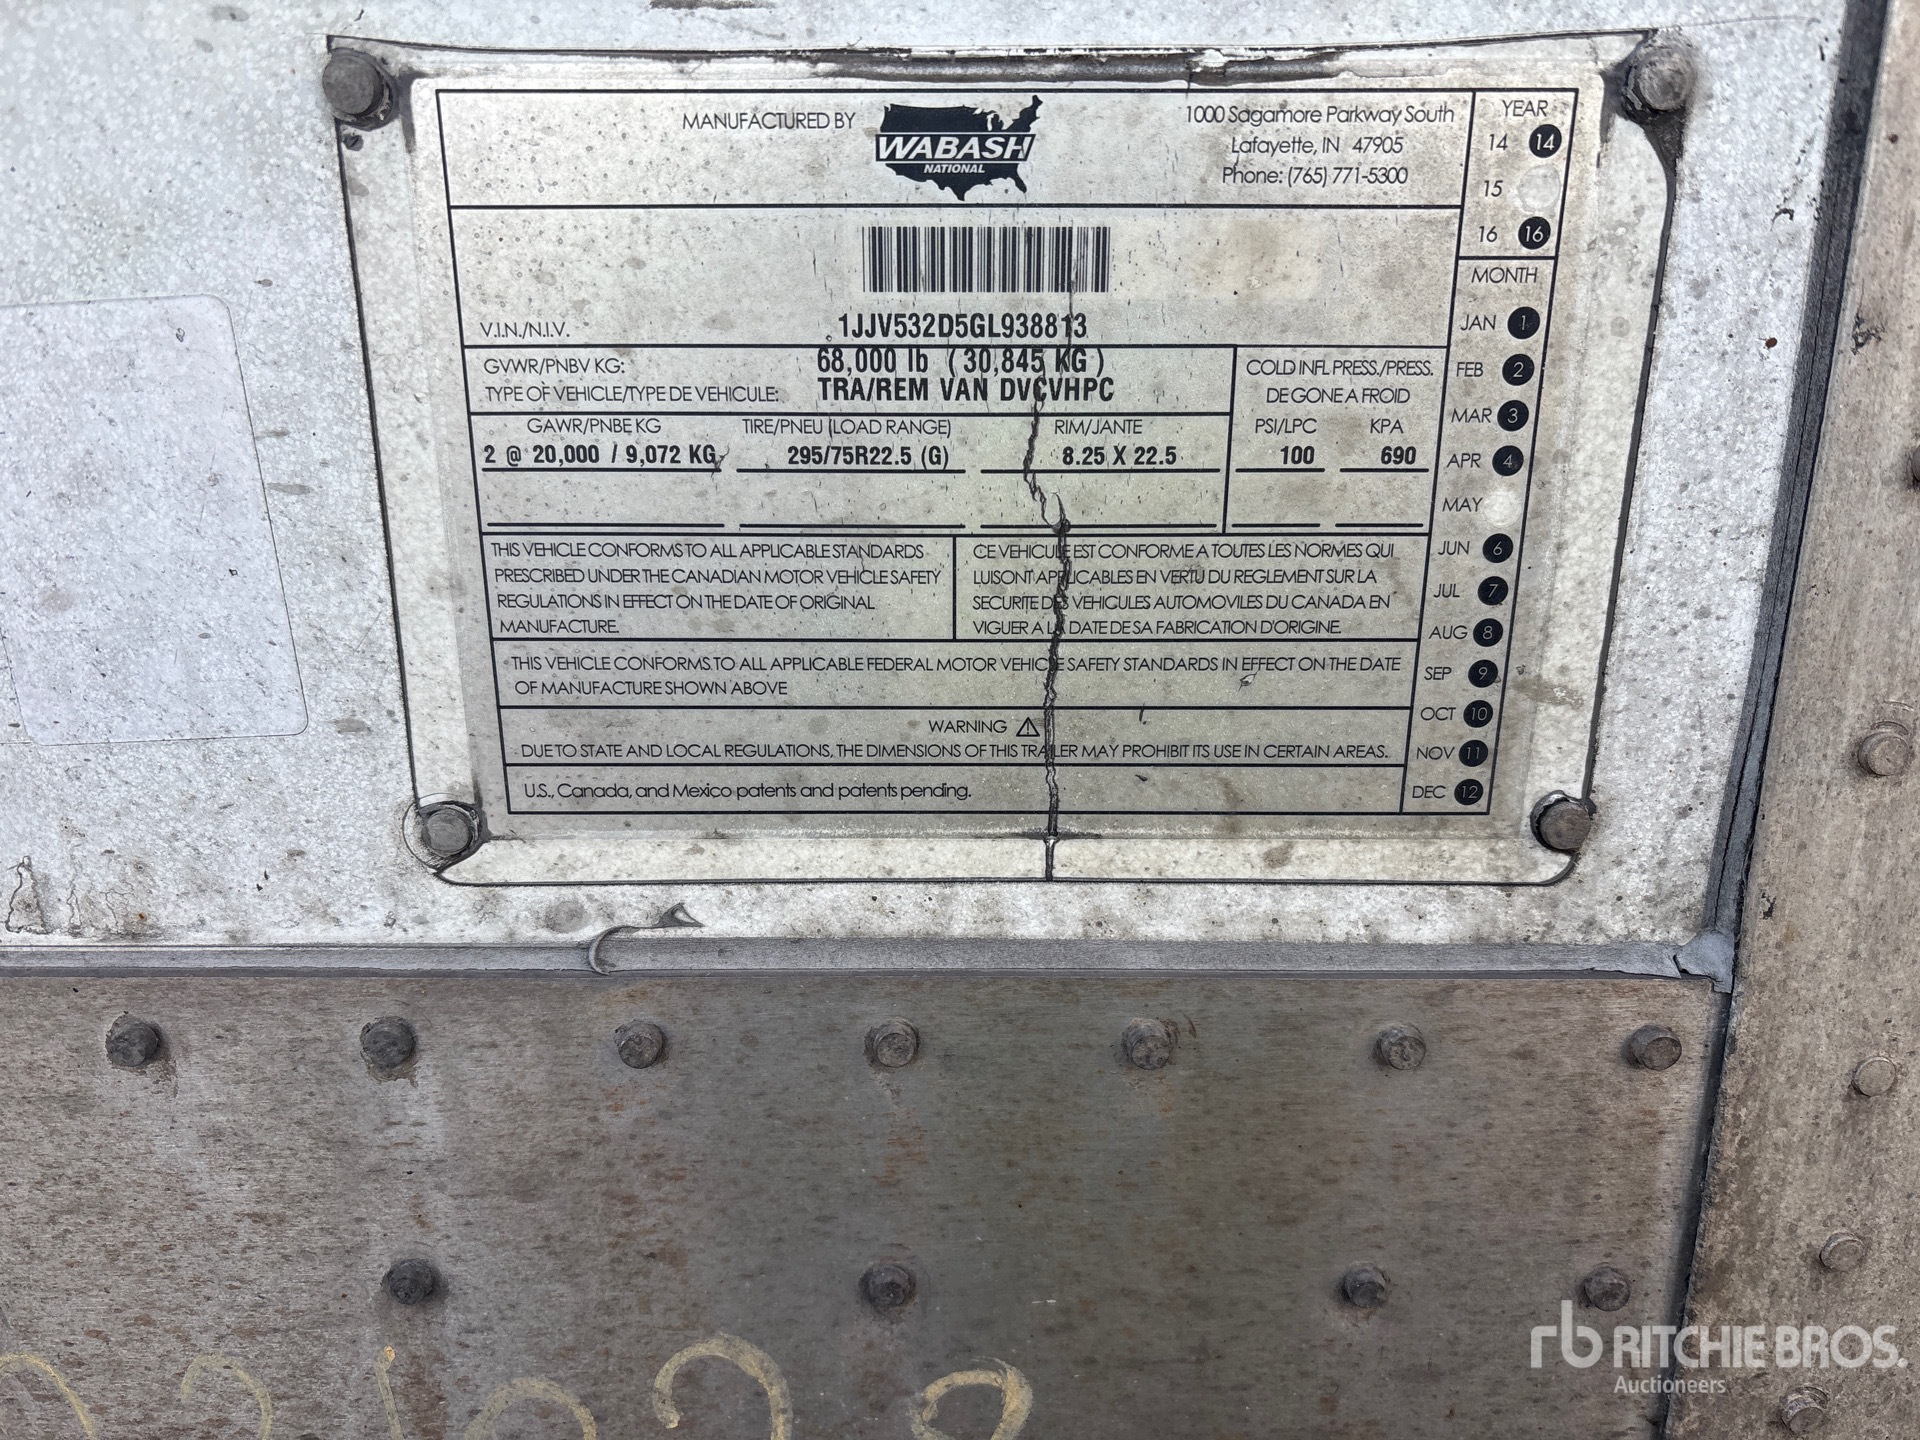 MANUFACTURED BY
WABASH
NATIONAL
1000 Sagamore Parkway South
Lafayette, IN 47905
Phone: (765) 771-5300
YEAR
14 14
15
16 16
V.I.N./N.I.V. 1JJV532D5GL938813
GVWR/PNBV KG: 68,000 lb ( 30,845 KG )
TYPE OF VEHICLE/TYPE DE VEHICULE: TRA/REM VAN DVCVHPC
COLD INFL PRESS./PRESS.
DE GONE A FROID
GAWR/PNBE KG TIRE/PNEU (LOAD RANGE) RIM/JANTE PSI/LPC KPA
2 @ 20,000 / 9,072 KG 295/75R22.5 (G) 8.25 X 22.5 100 690
MONTH
JAN 1
FEB 2
MAR 3
APR 4
MAY
JUN 6
JUL 7
AUG 8
SEP 9
OCT 10
NOV 11
DEC 12
THIS VEHICLE CONFORMS TO ALL APPLICABLE STANDARDS
PRESCRIBED UNDER THE CANADIAN MOTOR VEHICLE SAFETY
REGULATIONS IN EFFECT ON THE DATE OF ORIGINAL
MANUFACTURE.
CE VEHICULE EST CONFORME A TOUTES LES NORMES QUI
LUISONT APPLICABLES EN VERTU DU REGLEMENT SUR LA
SECURITE DES VEHICULES AUTOMOVILES DU CANADA EN
VIGUER A LA DATE DE SA FABRICATION D'ORIGINE.
THIS VEHICLE CONFORMS TO ALL APPLICABLE FEDERAL MOTOR VEHICLE SAFETY STANDARDS IN EFFECT ON THE DATE
OF MANUFACTURE SHOWN ABOVE
WARNING
DUE TO STATE AND LOCAL REGULATIONS, THE DIMENSIONS OF THIS TRAILER MAY PROHIBIT ITS USE IN CERTAIN AREAS.
U.S., Canada, and Mexico patents and patents pending.
rb RITCHIE BROS.
Auctioneers